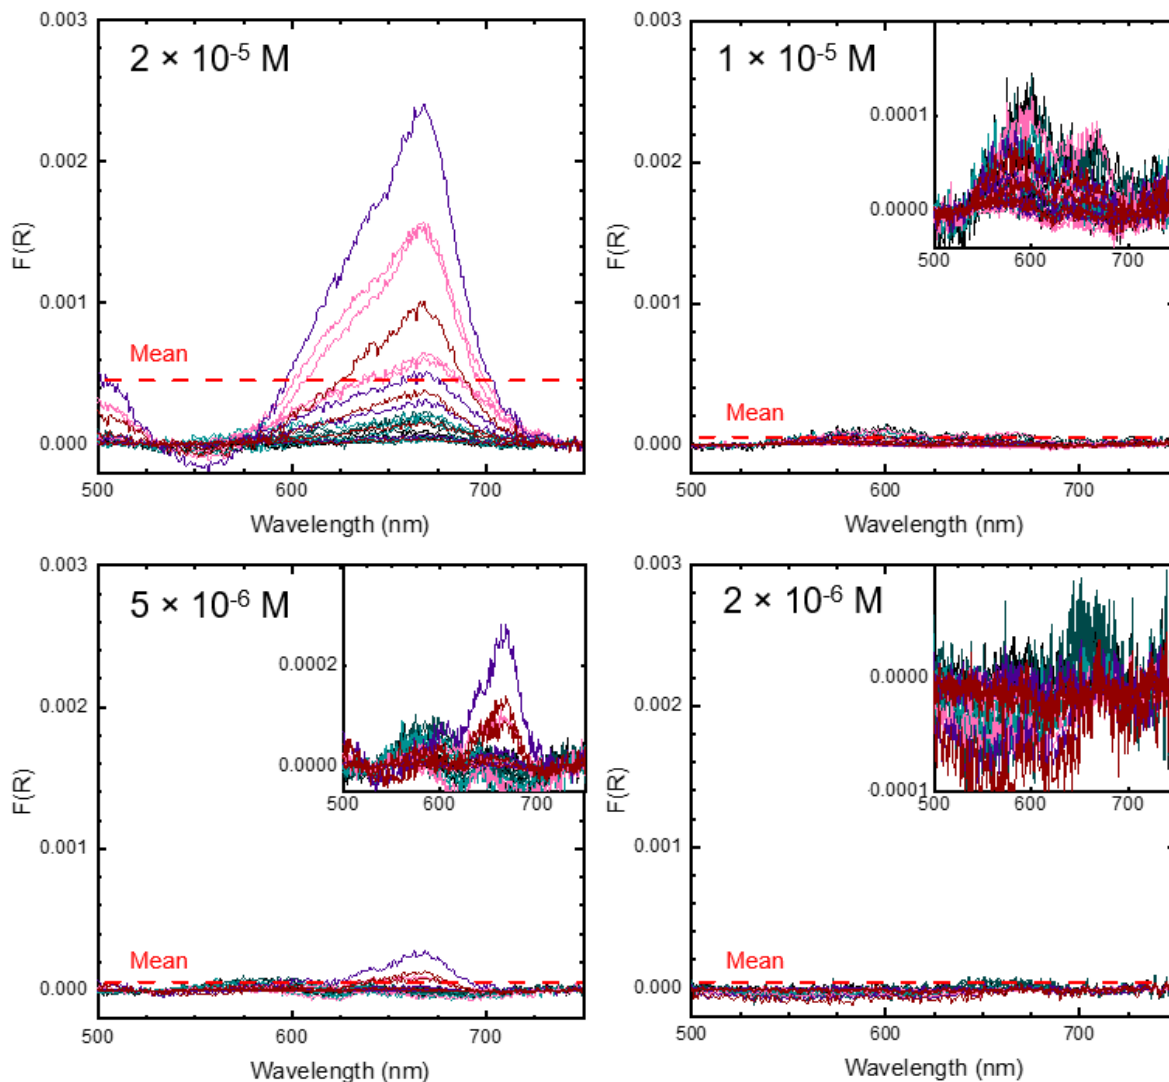 2 × 10⁻⁵ M
0.003
0.002
0.001
0.000
F(R)
Mean
500 600 700
Wavelength (nm)
1 × 10⁻⁵ M
0.003
0.002
0.001
0.000
F(R)
0.0001
0.0000
500 600 700
Mean
500 600 700
Wavelength (nm)
5 × 10⁻⁶ M
0.003
0.002
0.001
0.000
F(R)
0.0002
0.0000
500 600 700
Mean
500 600 700
Wavelength (nm)
2 × 10⁻⁶ M
0.003
0.002
0.001
0.000
F(R)
0.0000
-0.0001
500 600 700
Mean
500 600 700
Wavelength (nm)